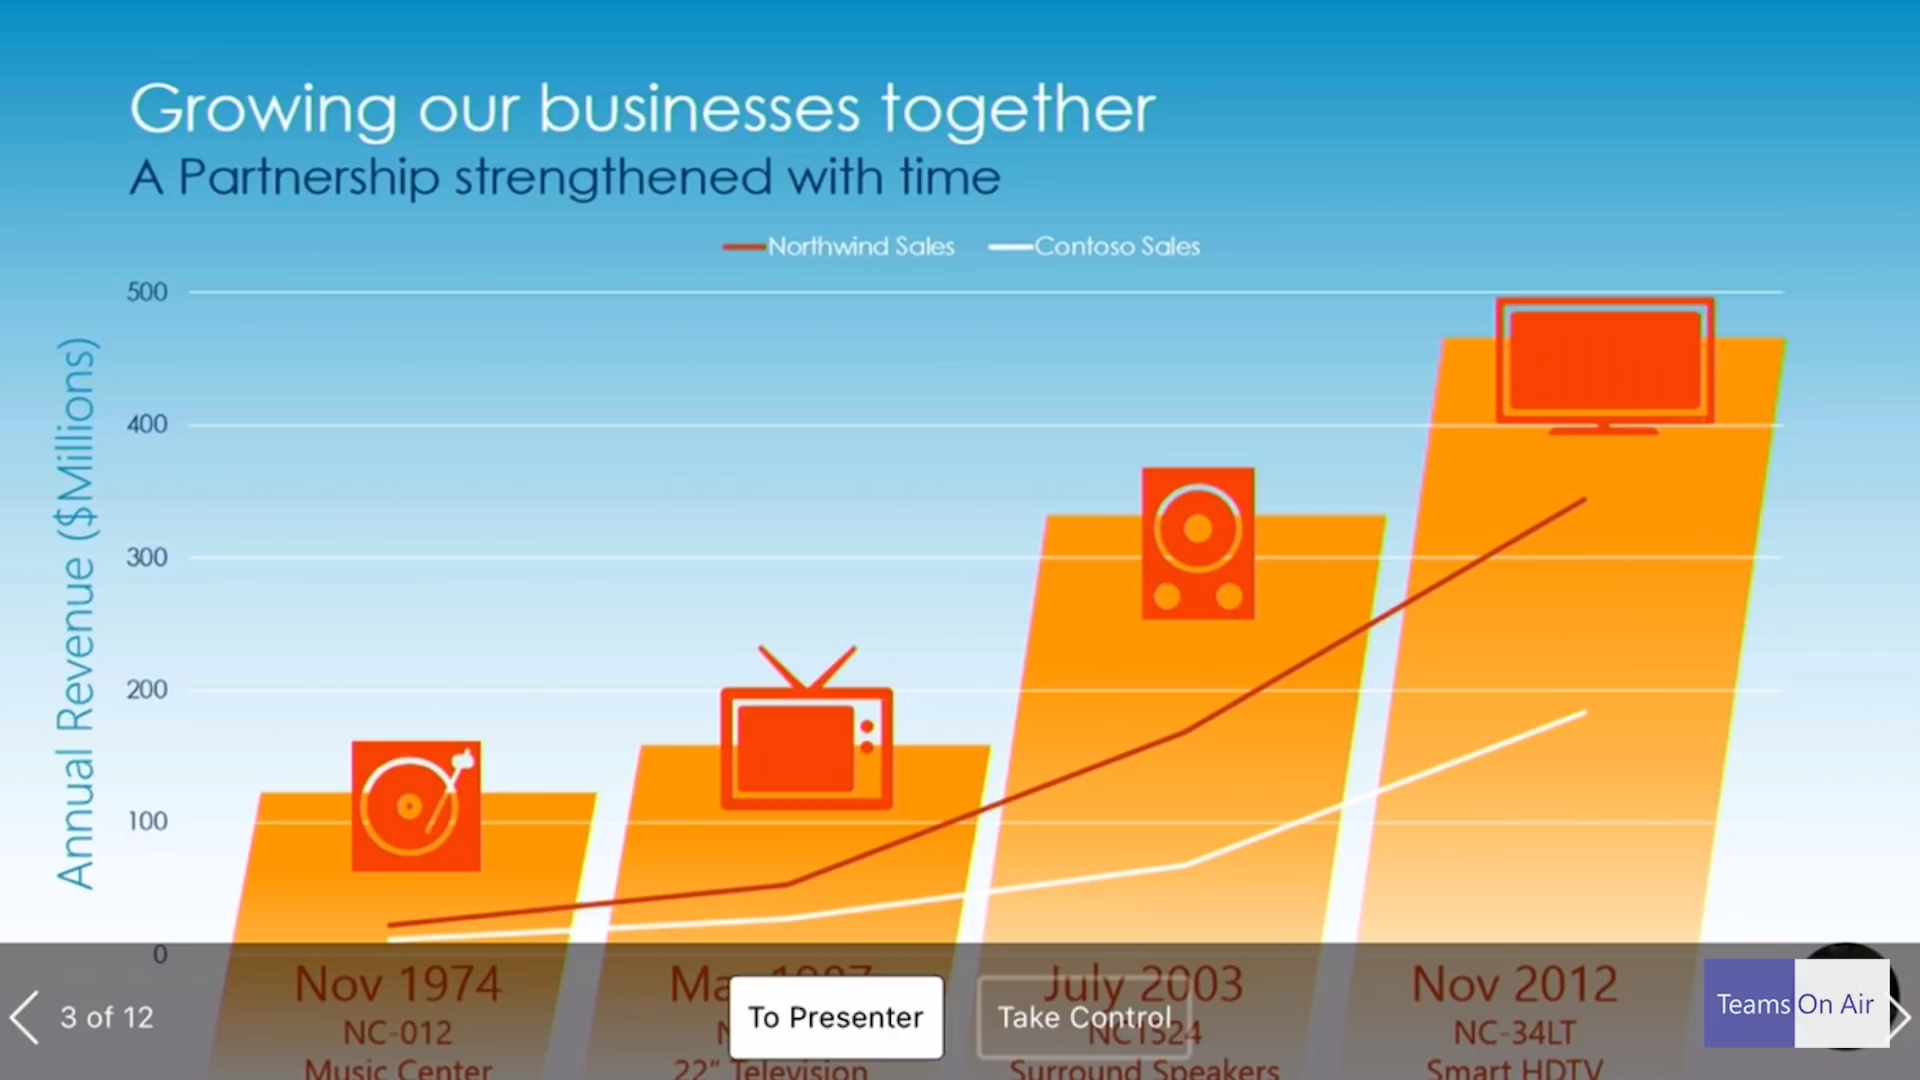 Growing our businesses together
A Partnership strengthened with time
Northwind Sales Contoso Sales
Annual Revenue ($Millions)
500
400
300
200
100
0
Nov 1974
July 2003
Nov 2012
NC-012
NCTS24
NC-34LT
Music Center
22" Television
Surround Speakers
Smart HDTV
3 of 12
To Presenter
Take Control
Teams On Air